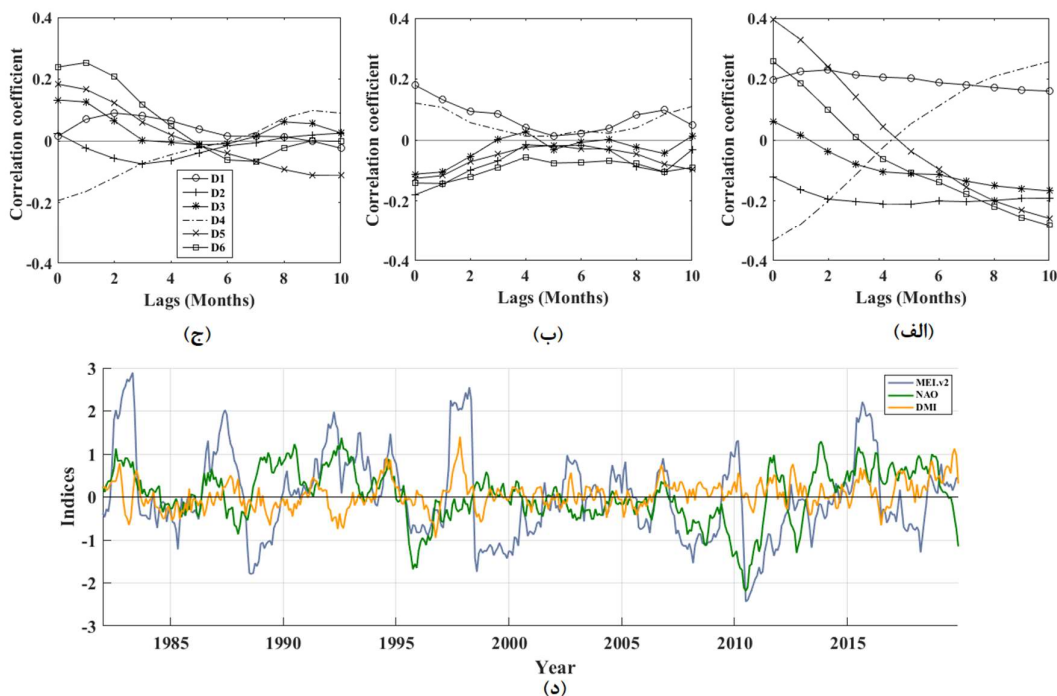 0.4
0.2
0
-0.2
-0.4
Correlation coefficient
0 2 4 6 8 10
Lags (Months)
D1
D2
D3
D4
D5
D6
(ج)
0.4
0.2
0
-0.2
-0.4
Correlation coefficient
0 2 4 6 8 10
Lags (Months)
(ب)
0.4
0.2
0
-0.2
-0.4
Correlation coefficient
0 2 4 6 8 10
Lags (Months)
(الف)
3
2
1
0
-1
-2
-3
Indices
MEI.v2
NAO
DMI
1985 1990 1995 2000 2005 2010 2015
Year
(د)